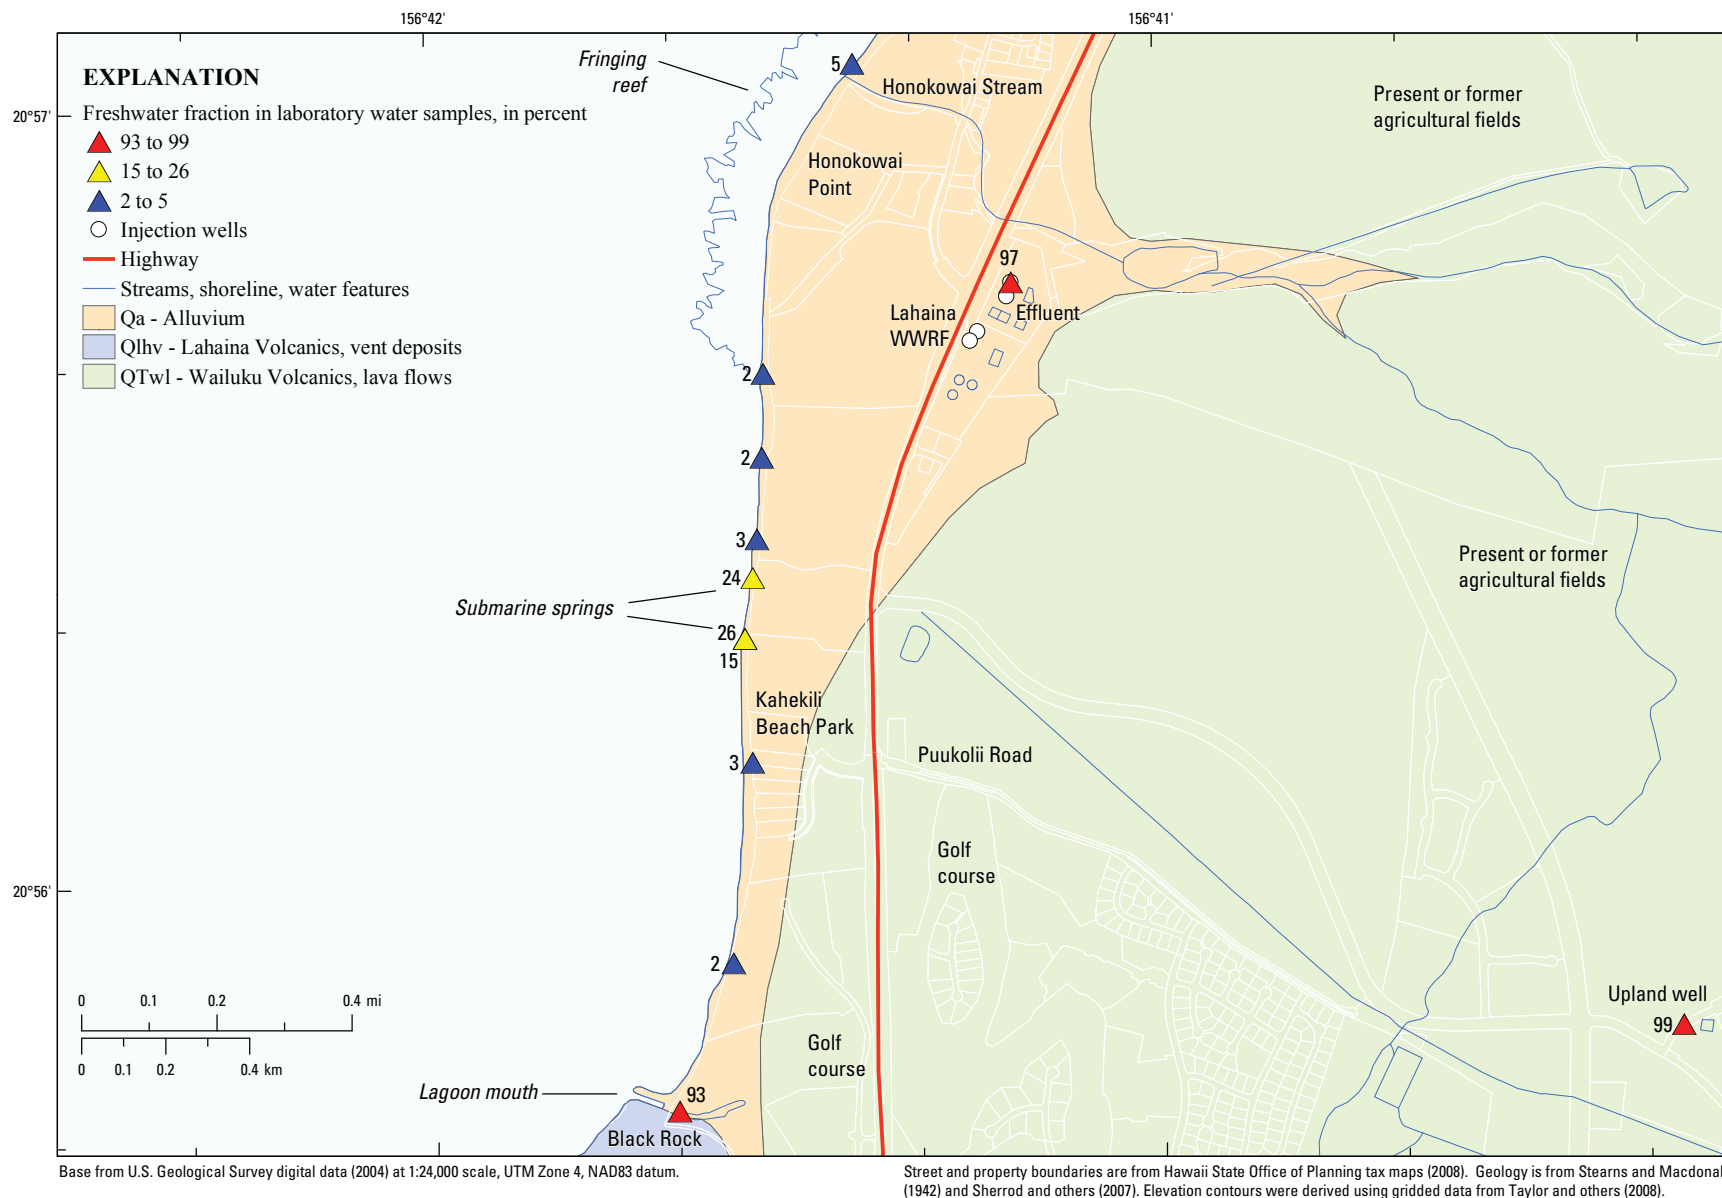 156°42'
156°41'
20°57'
20°56'
EXPLANATION
Freshwater fraction in laboratory water samples, in percent
93 to 99
15 to 26
2 to 5
Injection wells
Highway
Streams, shoreline, water features
Qa - Alluvium
Qlhv - Lahaina Volcanics, vent deposits
QTwl - Wailuku Volcanics, lava flows
Fringing
reef
5
Honokowai Stream
Present or former
agricultural fields
Honokowai
Point
97
Lahaina
WWRF
Effluent
2
2
3
24
Submarine springs
26
15
Present or former
agricultural fields
Kahekili
Beach Park
3
Puukolii Road
Golf
course
2
Upland well
99
Golf
course
0 0.1 0.2 0.4 mi
0 0.1 0.2 0.4 km
Lagoon mouth
93
Black Rock
Base from U.S. Geological Survey digital data (2004) at 1:24,000 scale, UTM Zone 4, NAD83 datum.
Street and property boundaries are from Hawaii State Office of Planning tax maps (2008). Geology is from Stearns and Macdonal
(1942) and Sherrod and others (2007). Elevation contours were derived using gridded data from Taylor and others (2008).